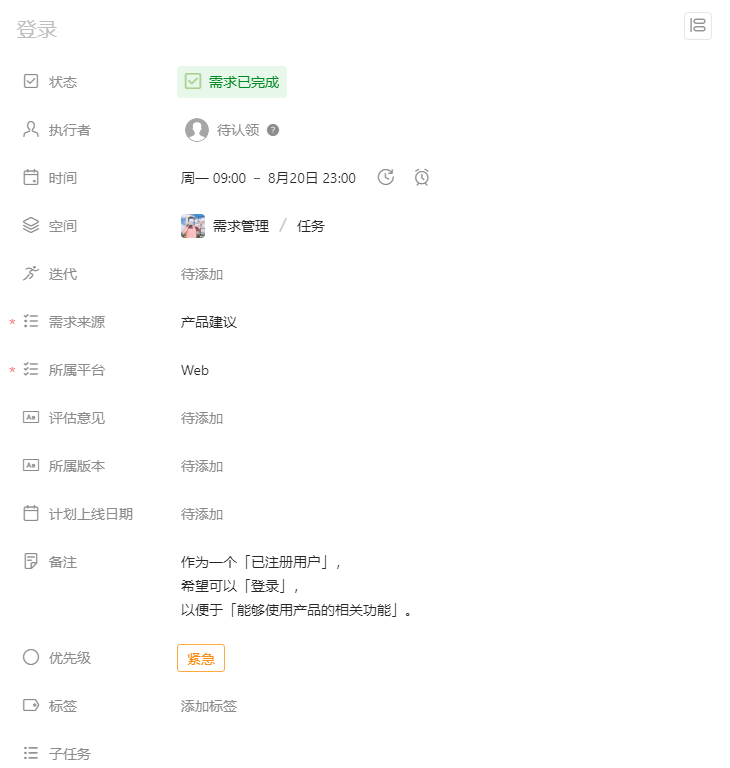 登录
状态 需求已完成
执行者 待认领 ?
时间 周一 09:00 － 8月20日 23:00
空间 需求管理 / 任务
迭代 待添加
* 需求来源 产品建议
* 所属平台 Web
Aa 评估意见 待添加
Aa 所属版本 待添加
计划上线日期 待添加
备注 作为一个「已注册用户」,
希望可以「登录」,
以便于「能够使用产品的相关功能」。
优先级 紧急
标签 添加标签
子任务